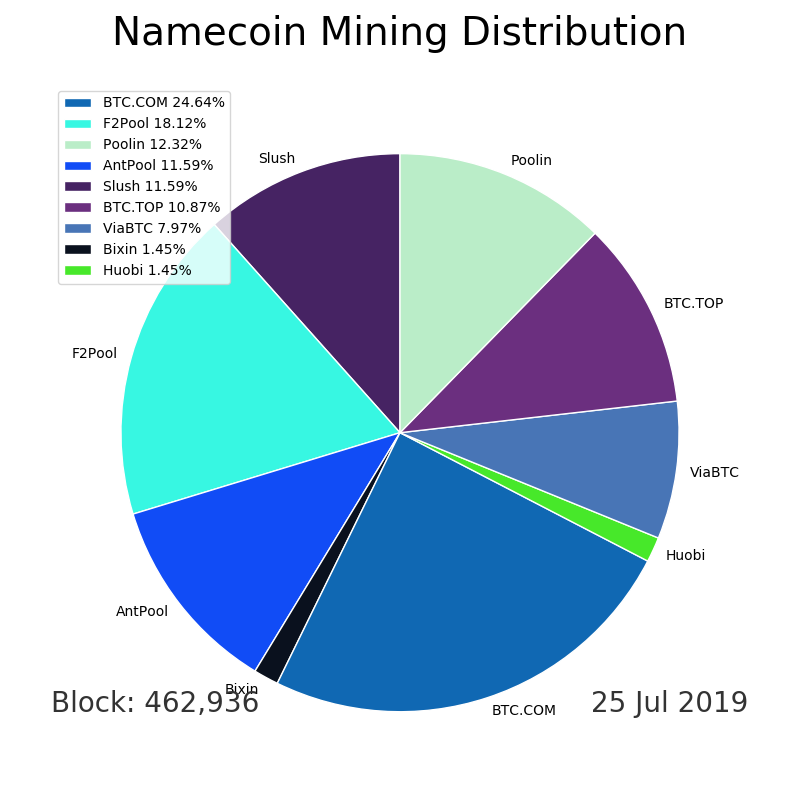 Namecoin Mining Distribution
BTC.COM 24.64%
F2Pool 18.12%
Poolin 12.32%
AntPool 11.59%
Slush 11.59%
BTC.TOP 10.87%
ViaBTC 7.97%
Bixin 1.45%
Huobi 1.45%
Slush
Poolin
BTC.TOP
F2Pool
ViaBTC
Huobi
AntPool
Bixin
BTC.COM
Block: 462,936
25 Jul 2019